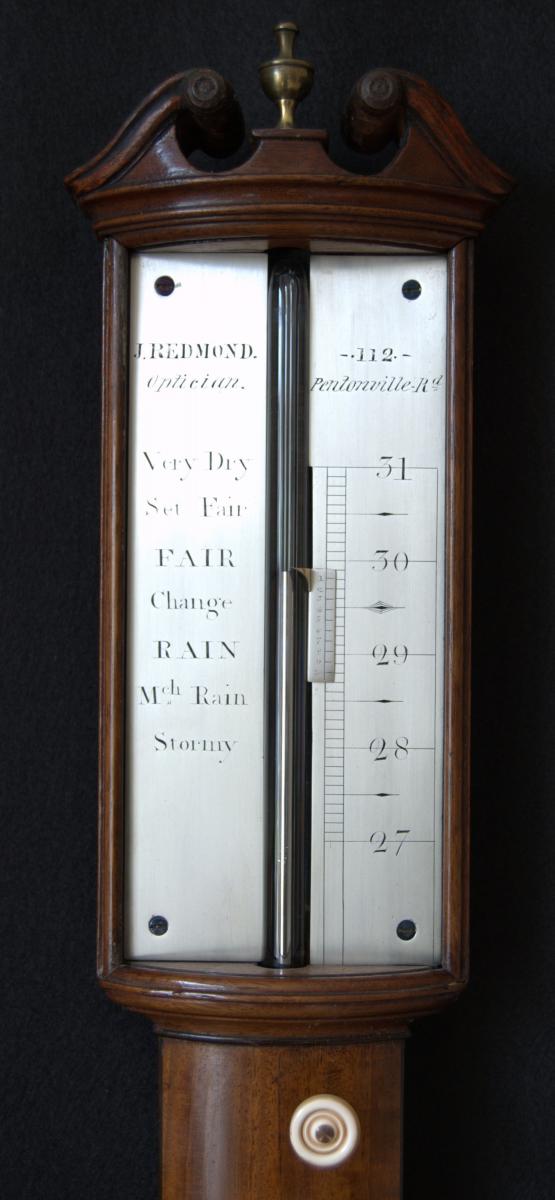 J. REDMOND.
Optician.
Very Dry
Set Fair
FAIR
Change
RAIN
Mch Rain
Stormy
-·112·-
Pentonville-Rd
31
30
29
28
27